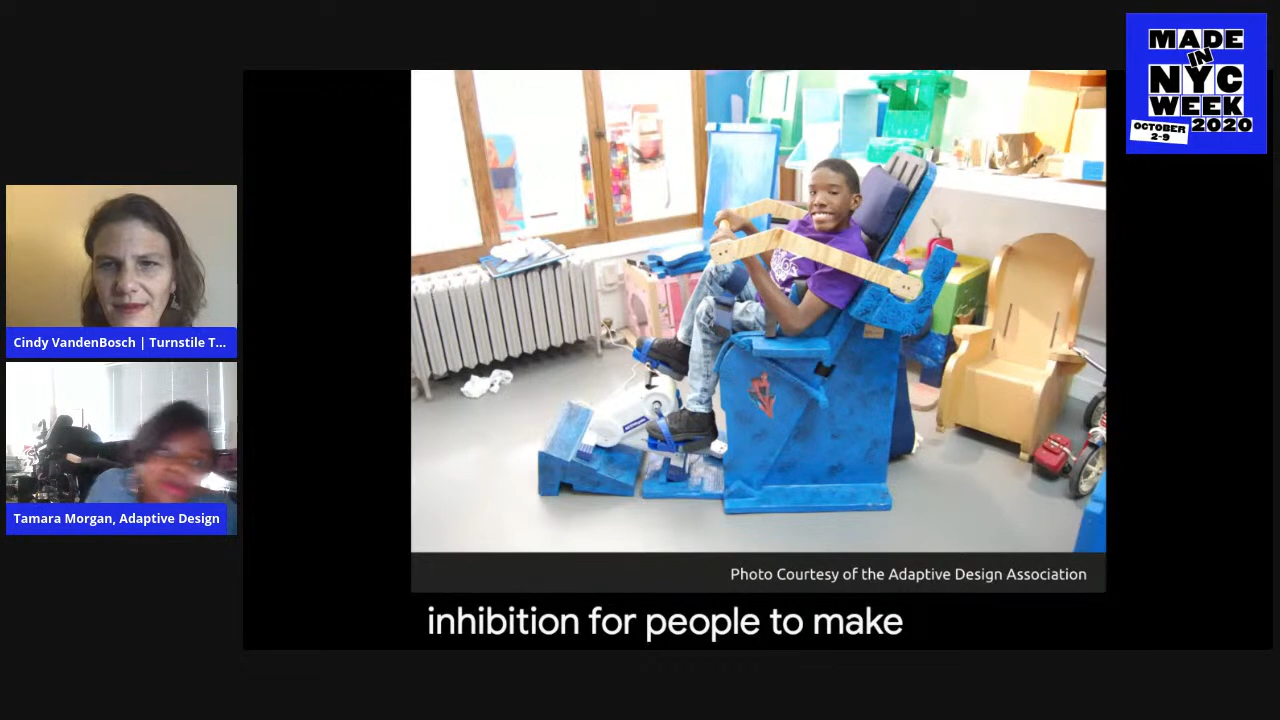 MADE
IN
NYC
WEEK
2020
OCTOBER
2-9
Cindy VandenBosch | Turnstile T...
Tamara Morgan, Adaptive Design
Photo Courtesy of the Adaptive Design Association
inhibition for people to make